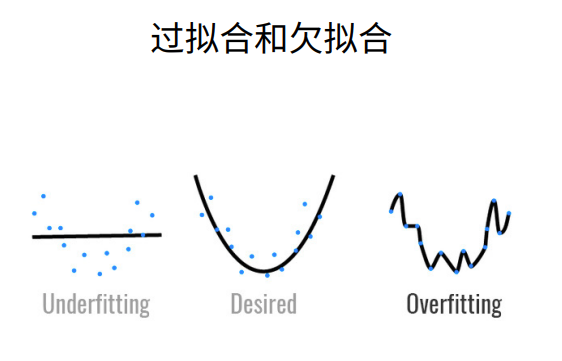 过拟合和欠拟合
Underfitting
Desired
Overfitting